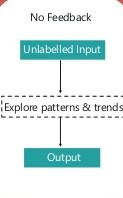 No Feedback
Unlabelled Input
Explore patterns & trends
Output